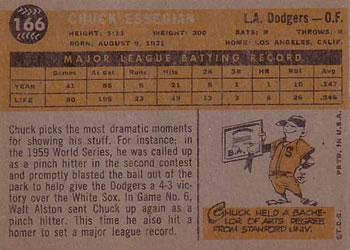 166
CHUCK ESSEGIAN
L.A. Dodgers — O.F.
HEIGHT: 5:11 WEIGHT: 200 BATS: R THROWS: R
BORN: AUGUST 9, 1931 HOME: LOS ANGELES, CALIF.
MAJOR LEAGUE BATTING RECORD
Games At Bat Runs Hits
YEAR 41 85
LIFE 80 .246
Chuck picks the most dramatic moments
for showing his stuff. For instance; in
the 1959 World Series, he was called up
as a pinch hitter in the second contest
and promptly blasted the ball out of the
park to help give the Dodgers a 4-3 vic-
tory over the White Sox. In Game No. 6,
Walt Alston sent Chuck up again as a
pinch hitter. This time he also hit a
homer to set a major league record.
B.A.
S
CHUCK HELD A BACHE-
LOR OF ARTS DEGREE
FROM STANFORD UNIV.
©T.C.G. PRTD. IN U.S.A.